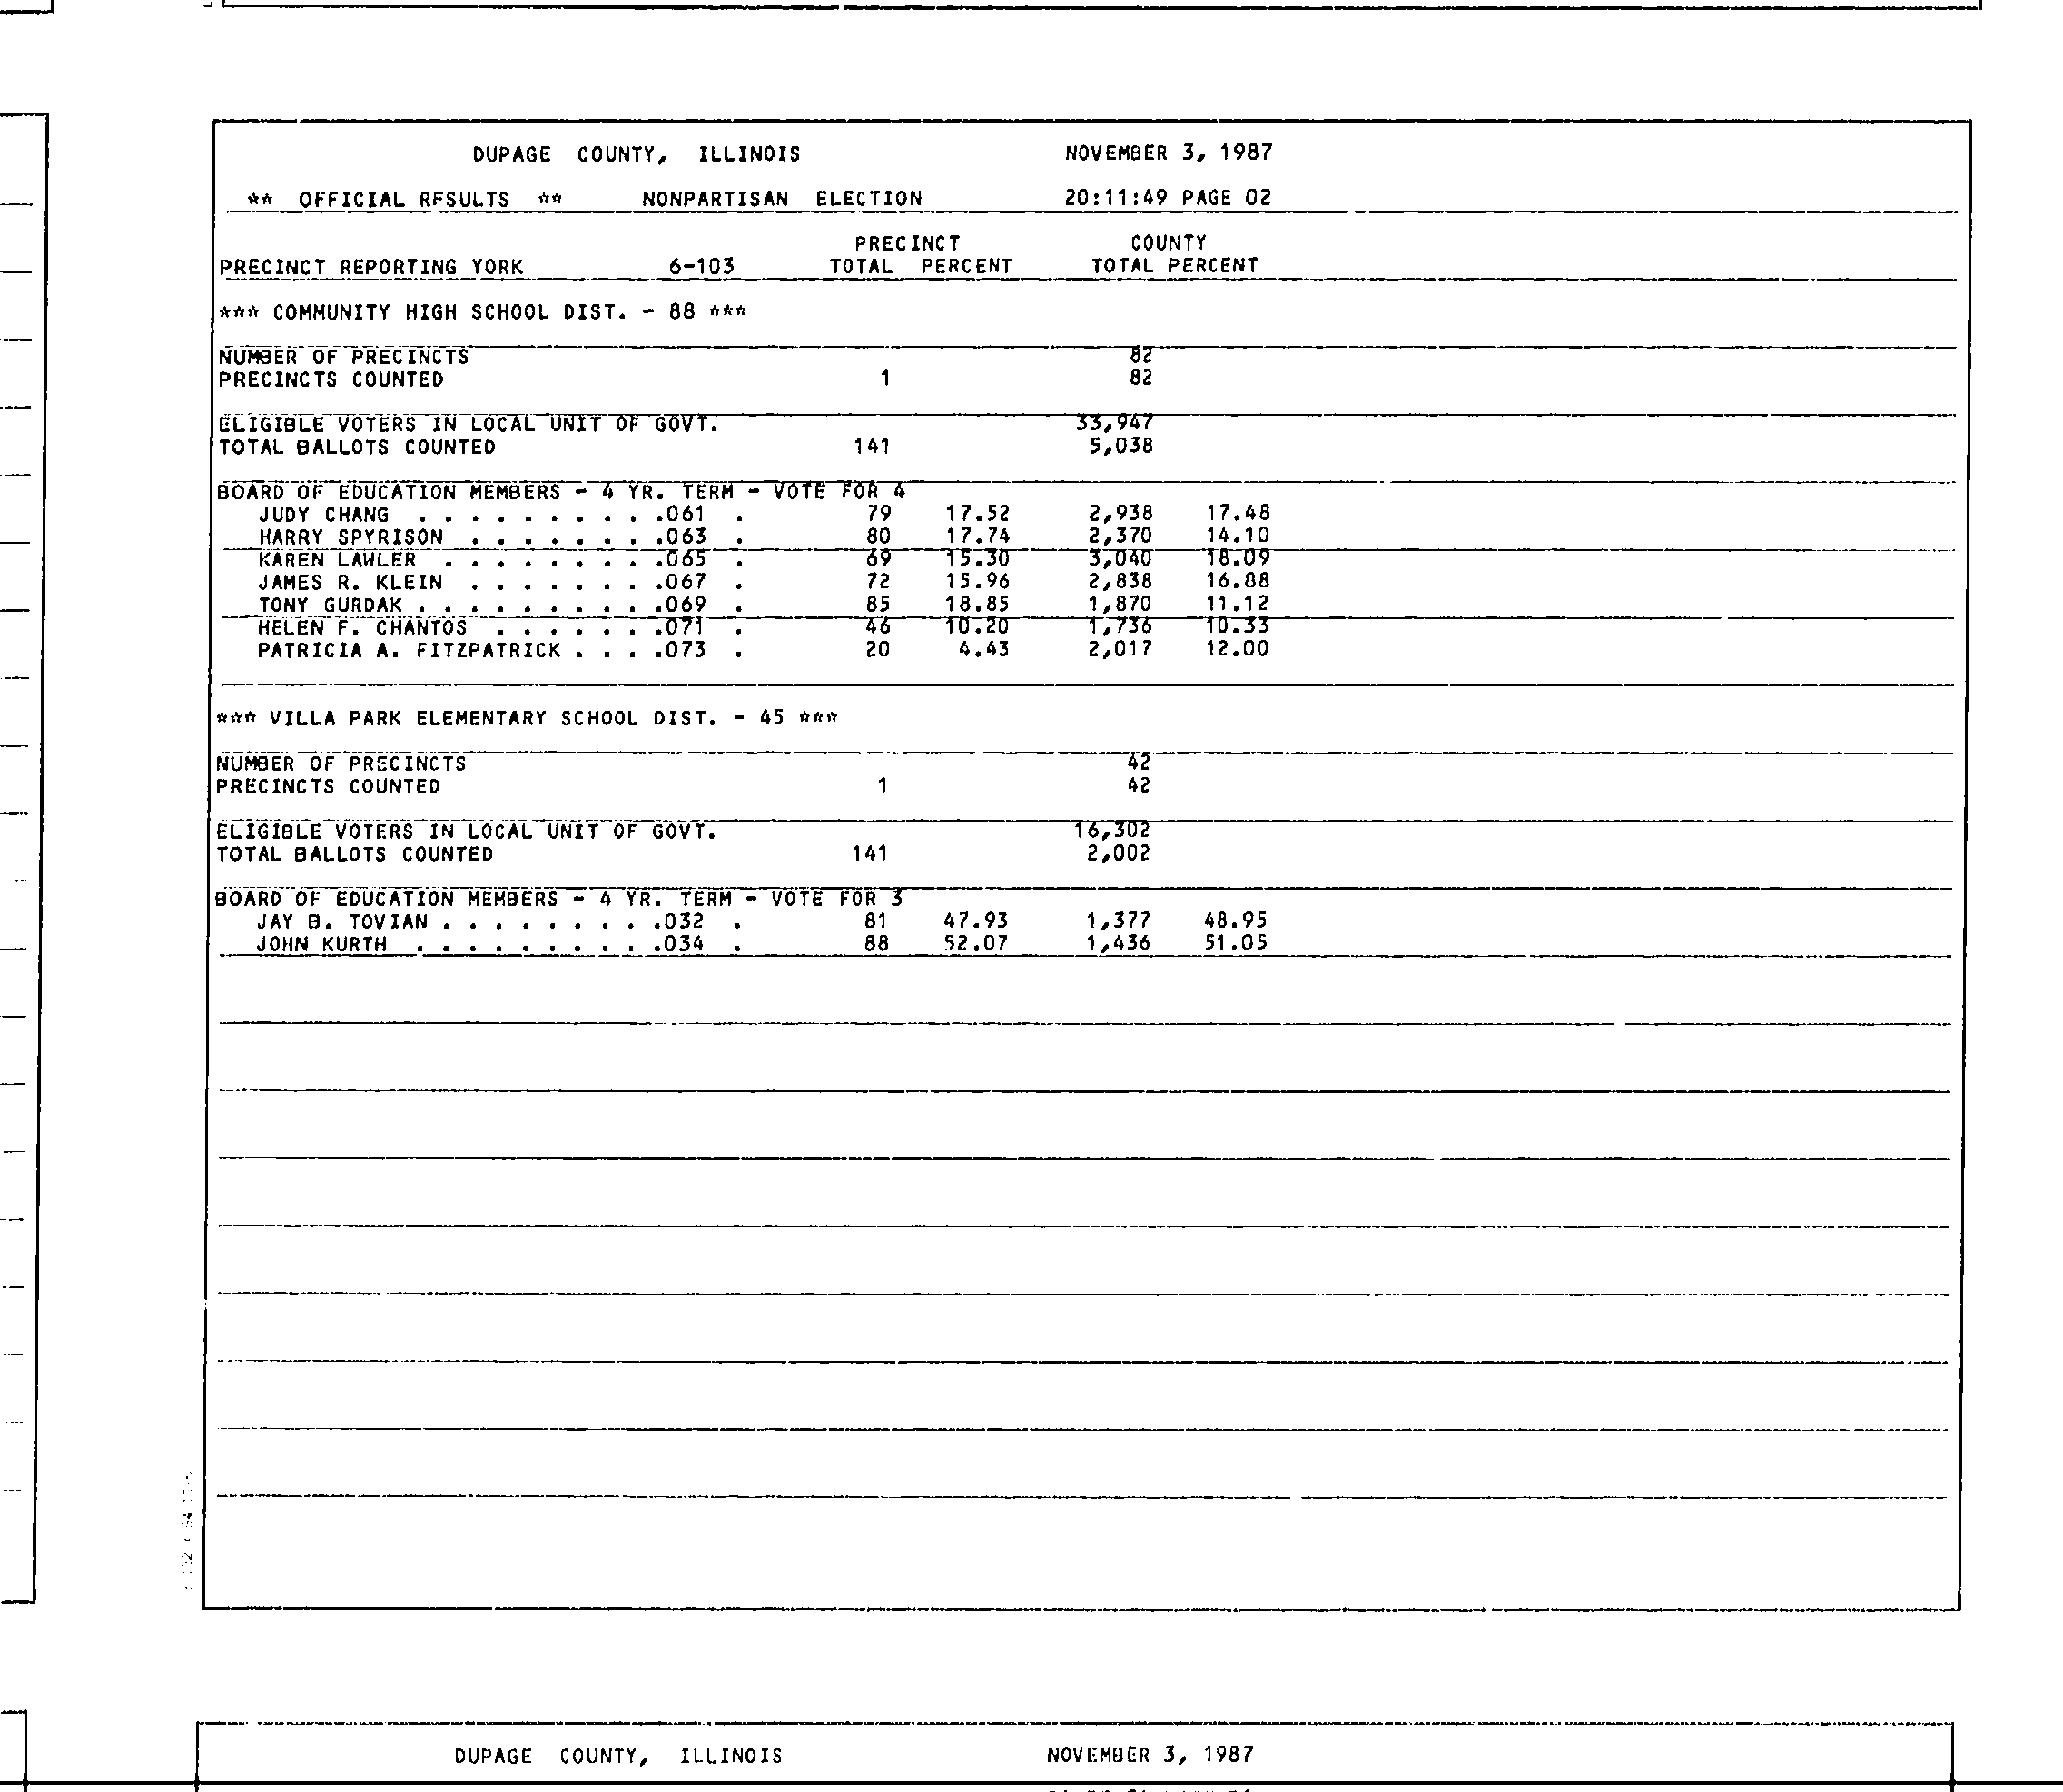 DUPAGE COUNTY, ILLINOIS NOVEMBER 3, 1987
** OFFICIAL RFSULTS ** NONPARTISAN ELECTION 20:11:49 PAGE 02
PRECINCT COUNTY
PRECINCT REPORTING YORK 6-103 TOTAL PERCENT TOTAL PERCENT
*** COMMUNITY HIGH SCHOOL DIST. - 88 ***
NUMBER OF PRECINCTS 82
PRECINCTS COUNTED 1 82
ELIGIBLE VOTERS IN LOCAL UNIT OF GOVT. 33,947
TOTAL BALLOTS COUNTED 141 5,038
BOARD OF EDUCATION MEMBERS - 4 YR. TERM - VOTE FOR 4
JUDY CHANG . . . . . . . . . .061 . 79 17.52 2,938 17.48
HARRY SPYRISON . . . . . . . .063 . 80 17.74 2,370 14.10
KAREN LAWLER . . . . . . . . .065 . 69 15.30 3,040 18.09
JAMES R. KLEIN . . . . . . . .067 . 72 15.96 2,838 16.88
TONY GURDAK . . . . . . . . . .069 . 85 18.85 1,870 11.12
HELEN F. CHANTOS . . . . . . .071 . 46 10.20 1,736 10.33
PATRICIA A. FITZPATRICK . . . .073 . 20 4.43 2,017 12.00
*** VILLA PARK ELEMENTARY SCHOOL DIST. - 45 ***
NUMBER OF PRECINCTS 42
PRECINCTS COUNTED 1 42
ELIGIBLE VOTERS IN LOCAL UNIT OF GOVT. 16,302
TOTAL BALLOTS COUNTED 141 2,002
BOARD OF EDUCATION MEMBERS - 4 YR. TERM - VOTE FOR 3
JAY B. TOVIAN . . . . . . . . .032 . 81 47.93 1,377 48.95
JOHN KURTH . . . . . . . . . .034 . 88 52.07 1,436 51.05
DUPAGE COUNTY, ILLINOIS NOVEMBER 3, 1987